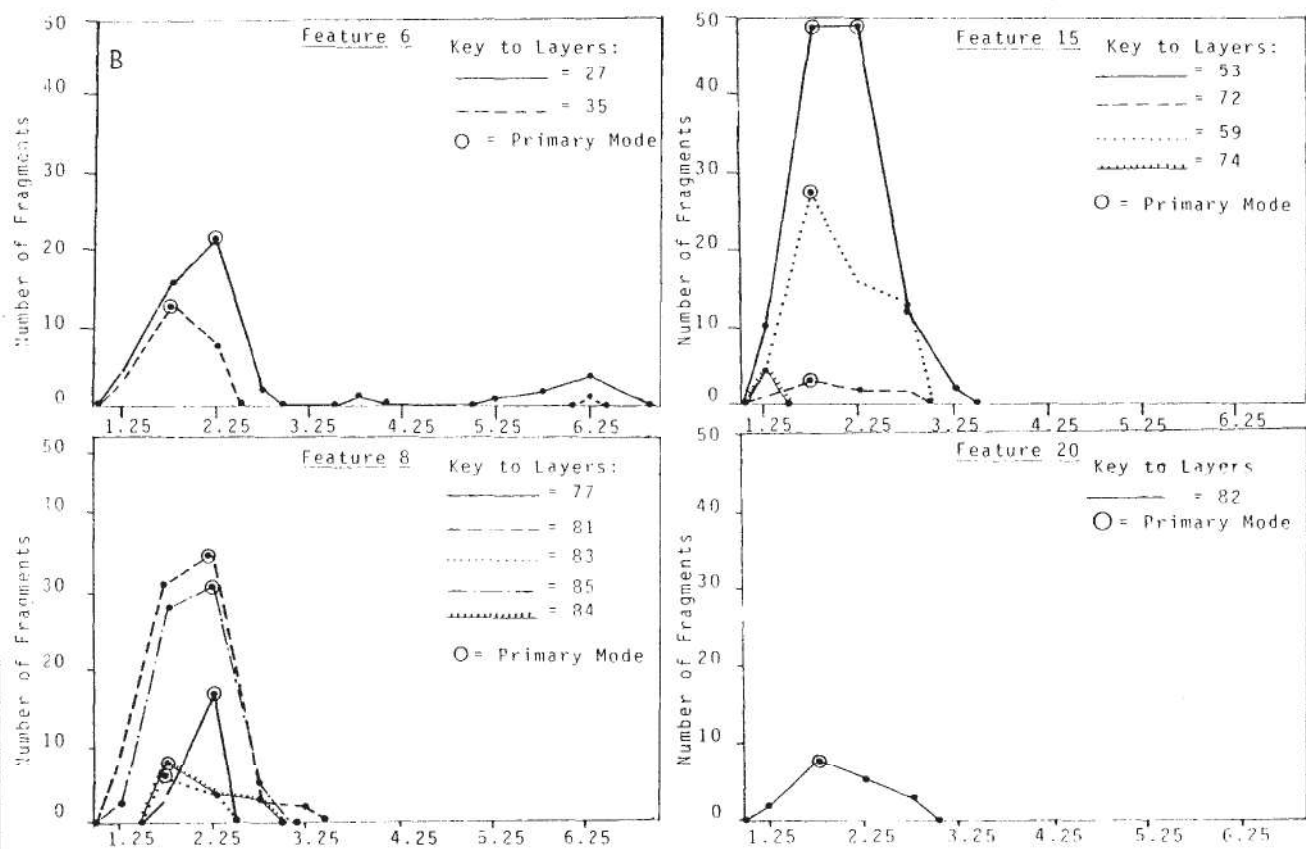 B
Feature 6
Key to Layers:
= 27
= 35
= Primary Mode
Number of Fragments
50
40
30
20
10
0
1.25 2.25 3.25 4.25 5.25 6.25
Feature 15
Key to Layers:
= 53
= 72
= 59
= 74
= Primary Mode
Number of Fragments
50
40
30
20
10
0
1.25 2.25 3.25 4.25 5.25 6.25
Feature 8
Key to Layers:
= 77
= 81
= 83
= 85
= 84
= Primary Mode
Number of Fragments
50
10
30
20
10
0
1.25 2.25 3.25 4.25 5.25 6.25
Feature 20
Key to Layers
= 82
= Primary Mode
Number of Fragments
50
40
30
20
10
0
1.25 2.25 3.25 4.25 5.25 6.25